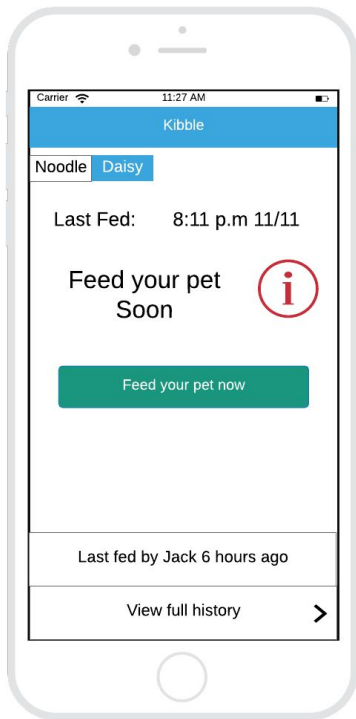 Carrier 11:27 AM
Kibble
Noodle Daisy
Last Fed: 8:11 p.m 11/11
Feed your pet
Soon
i
Feed your pet now
Last fed by Jack 6 hours ago
View full history